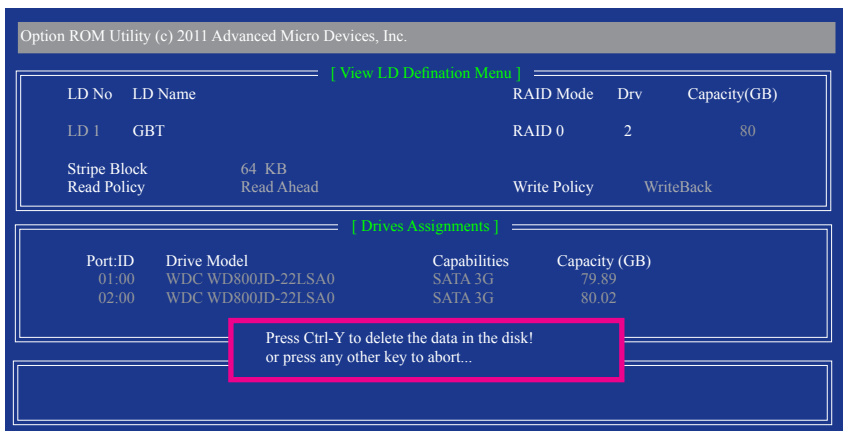 Option ROM Utility (c) 2011 Advanced Micro Devices, Inc.
[ View LD Defination Menu ]
LD No LD Name RAID Mode Drv Capacity(GB)
LD 1 GBT RAID 0 2 80
Stripe Block 64 KB
Read Policy Read Ahead Write Policy WriteBack
[ Drives Assignments ]
Port:ID Drive Model Capabilities Capacity (GB)
01:00 WDC WD800JD-22LSA0 SATA 3G 79.89
02:00 WDC WD800JD-22LSA0 SATA 3G 80.02
Press Ctrl-Y to delete the data in the disk!
or press any other key to abort...